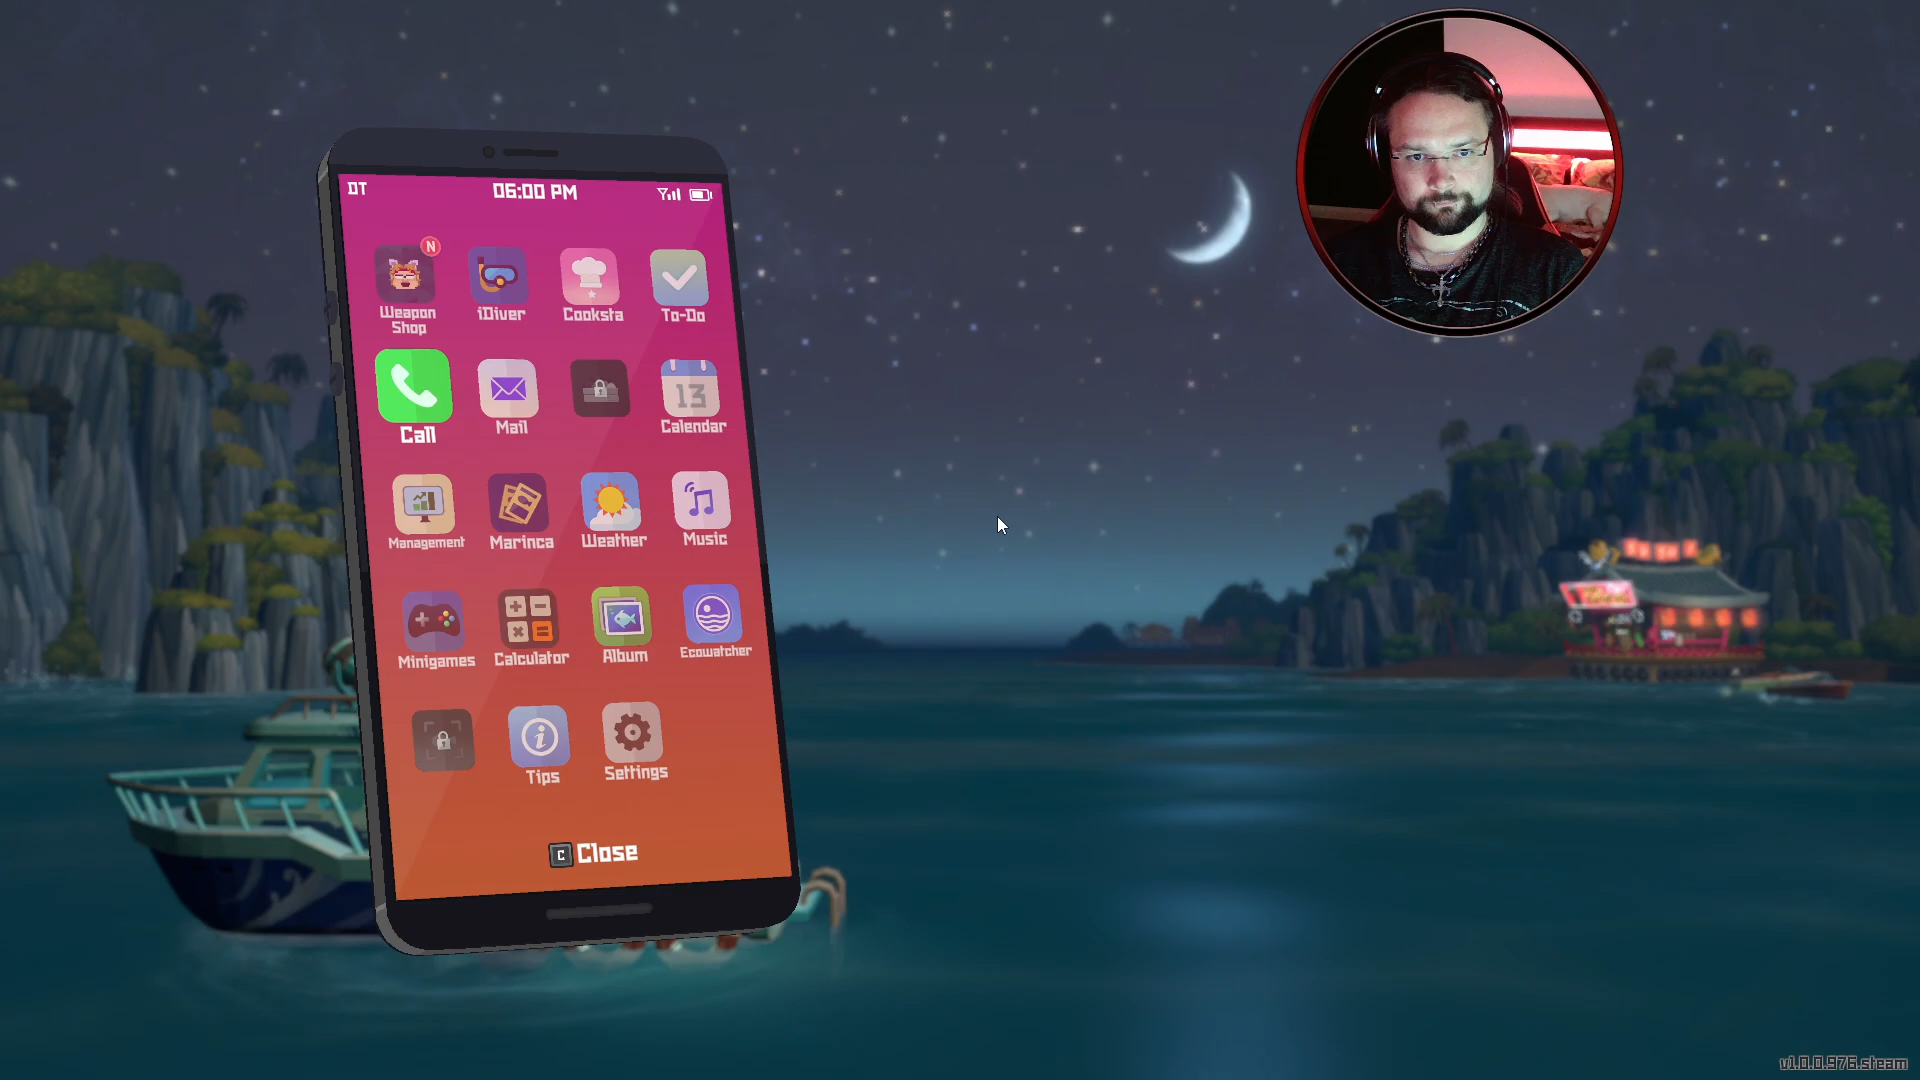 DT
06:00 PM
N
Weapon
Shop
iDiver
Cooksta
To-Do
Call
Mail
13
Calendar
Management
Marinca
Weather
Music
Minigames
Calculator
Album
Ecowatcher
Tips
Settings
C Close
v1.0.0.976.steam